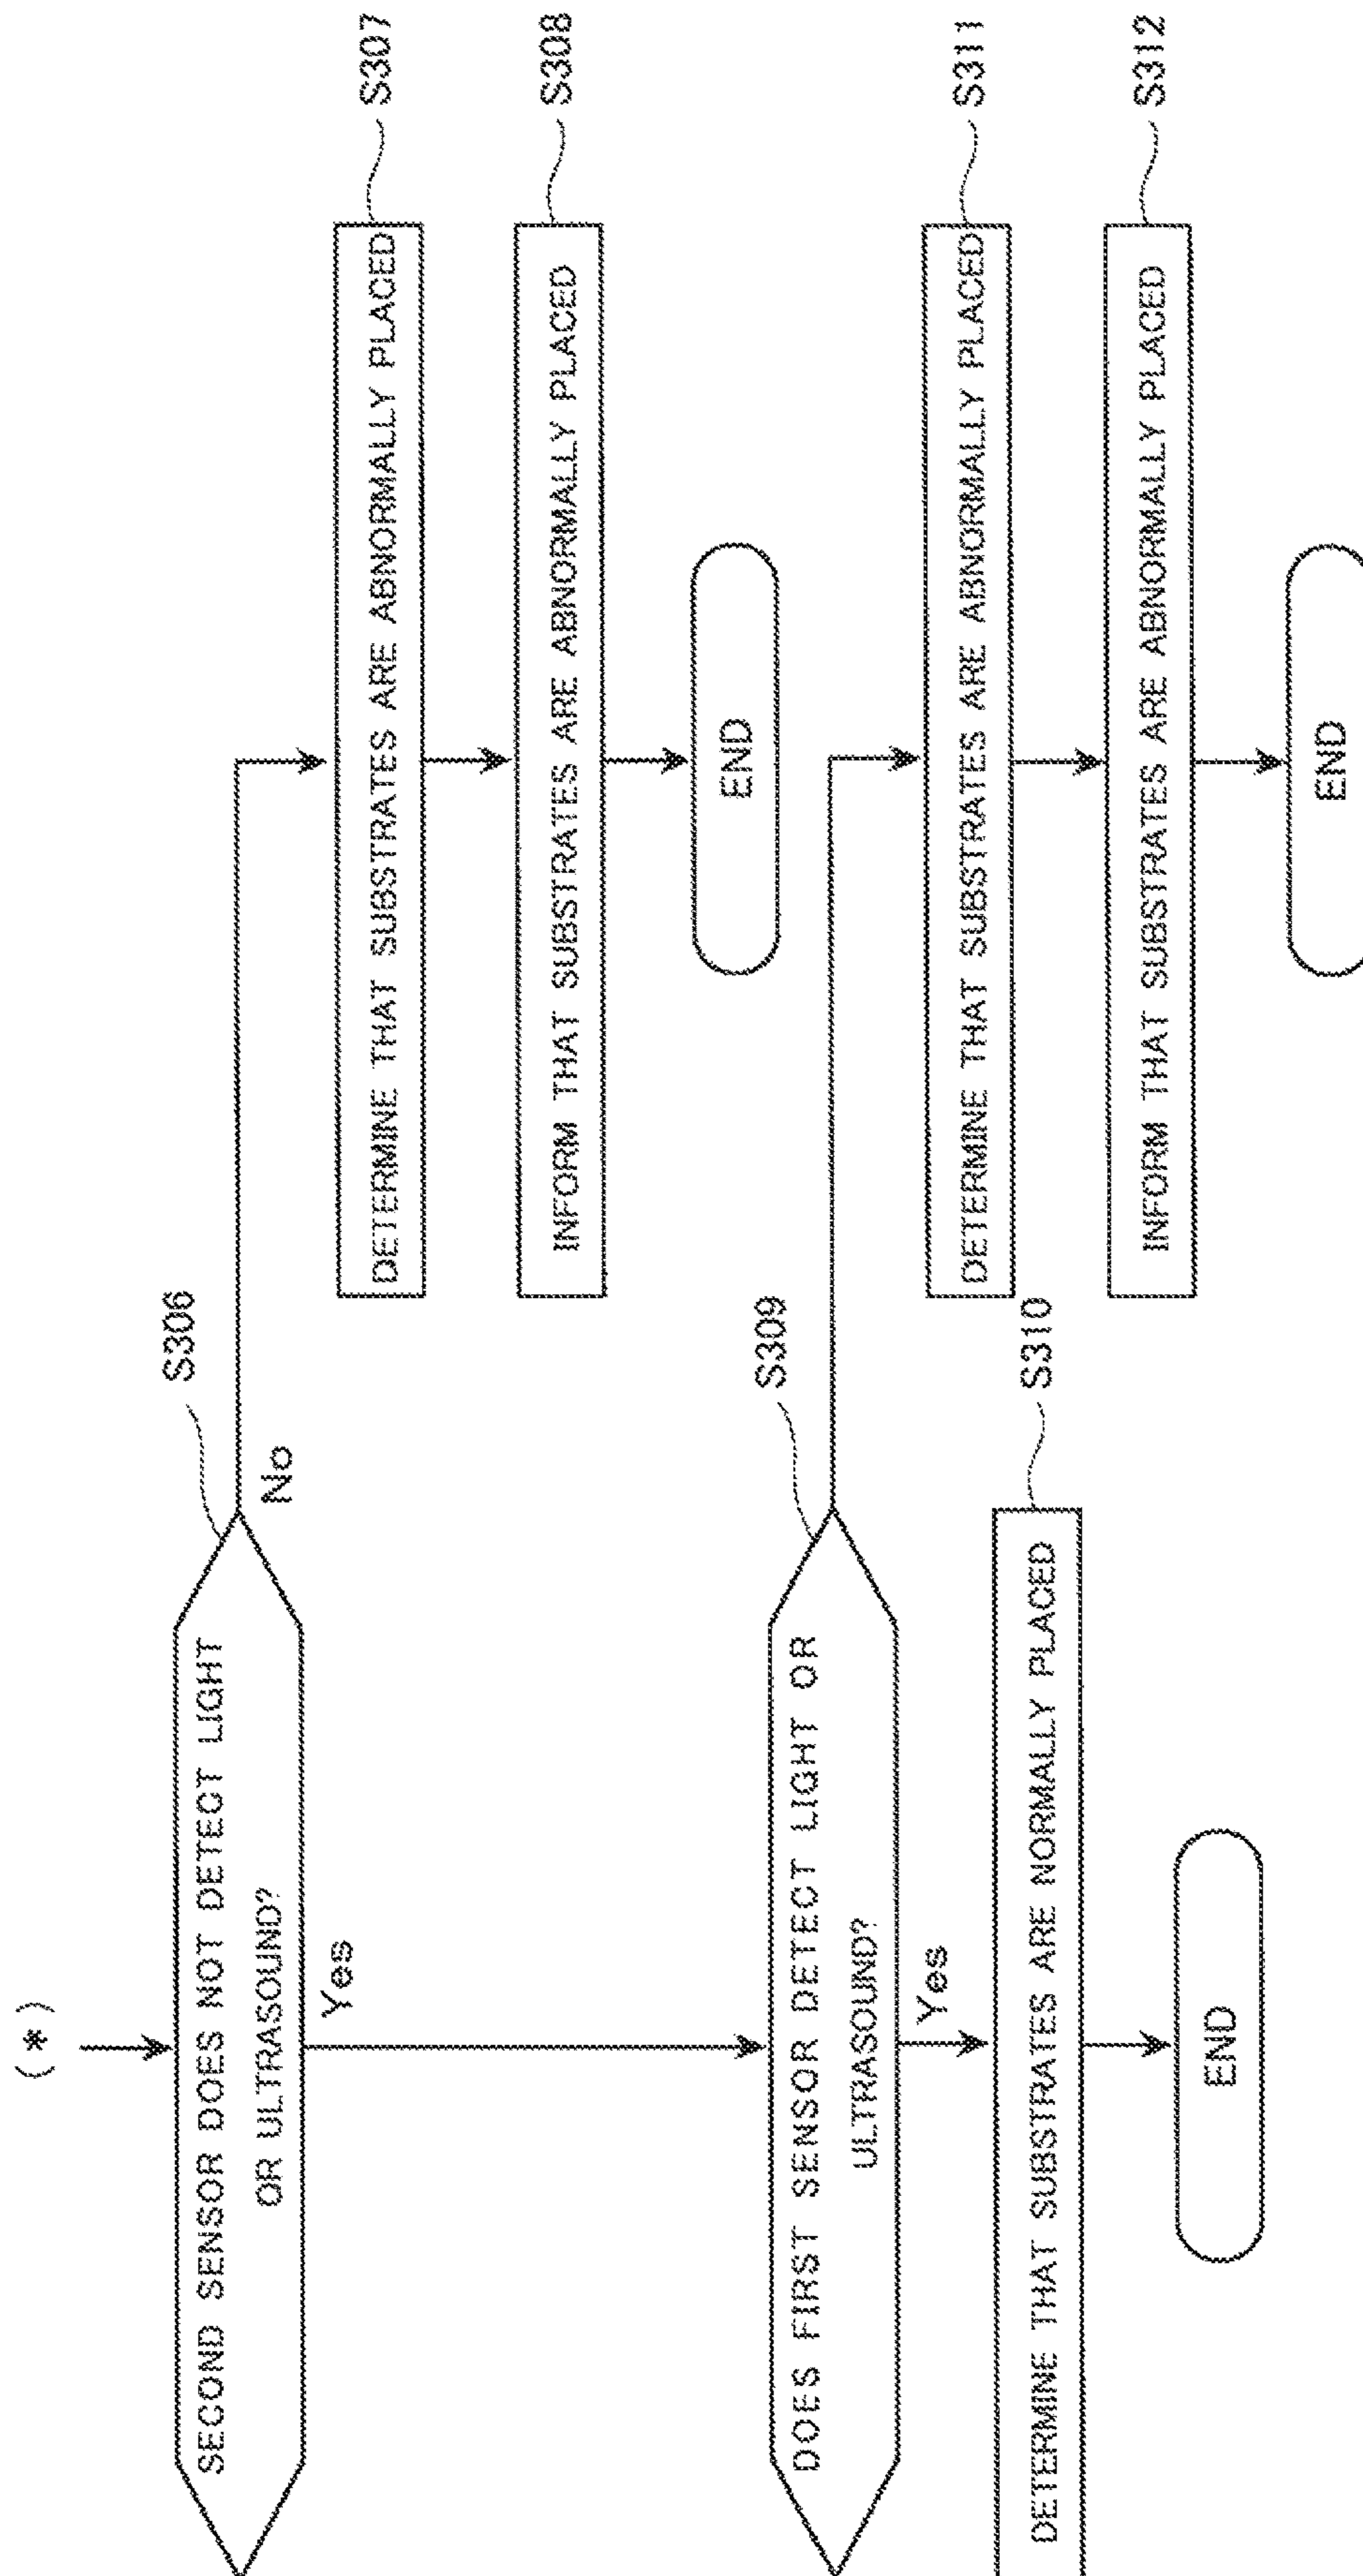 (*)
S306
SECOND SENSOR DOES NOT DETECT LIGHT
OR ULTRASOUND?
No
Yes
S307
DETERMINE THAT SUBSTRATES ARE ABNORMALLY PLACED
S308
INFORM THAT SUBSTRATES ARE ABNORMALLY PLACED
END
S309
DOES FIRST SENSOR DETECT LIGHT OR
ULTRASOUND?
Yes
S310
DETERMINE THAT SUBSTRATES ARE NORMALLY PLACED
END
S311
DETERMINE THAT SUBSTRATES ARE ABNORMALLY PLACED
S312
INFORM THAT SUBSTRATES ARE ABNORMALLY PLACED
END